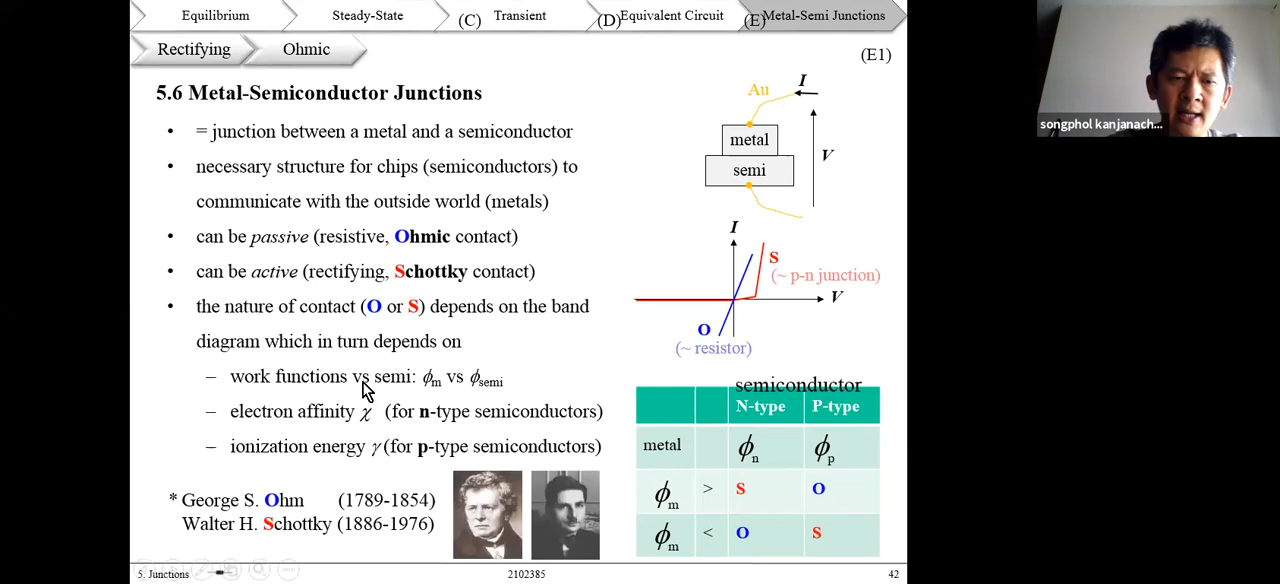 Equilibrium
Steady-State
(C) Transient
(D) Equivalent Circuit
(E) Metal-Semi Junctions
Rectifying
Ohmic
(E1)
5.6 Metal-Semiconductor Junctions
• = junction between a metal and a semiconductor
• necessary structure for chips (semiconductors) to
communicate with the outside world (metals)
• can be passive (resistive, Ohmic contact)
• can be active (rectifying, Schottky contact)
• the nature of contact (O or S) depends on the band
diagram which in turn depends on
– work functions vs semi: ϕm vs ϕsemi
– electron affinity χ (for n-type semiconductors)
– ionization energy γ (for p-type semiconductors)
* George S. Ohm (1789-1854)
Walter H. Schottky (1886-1976)
Au
I
metal
semi
V
I
S
(~ p-n junction)
V
O
(~ resistor)
semiconductor
N-type P-type
metal ϕn ϕp
ϕm > S O
ϕm < O S
5. Junctions
2102385
42
songphol kanjanach...